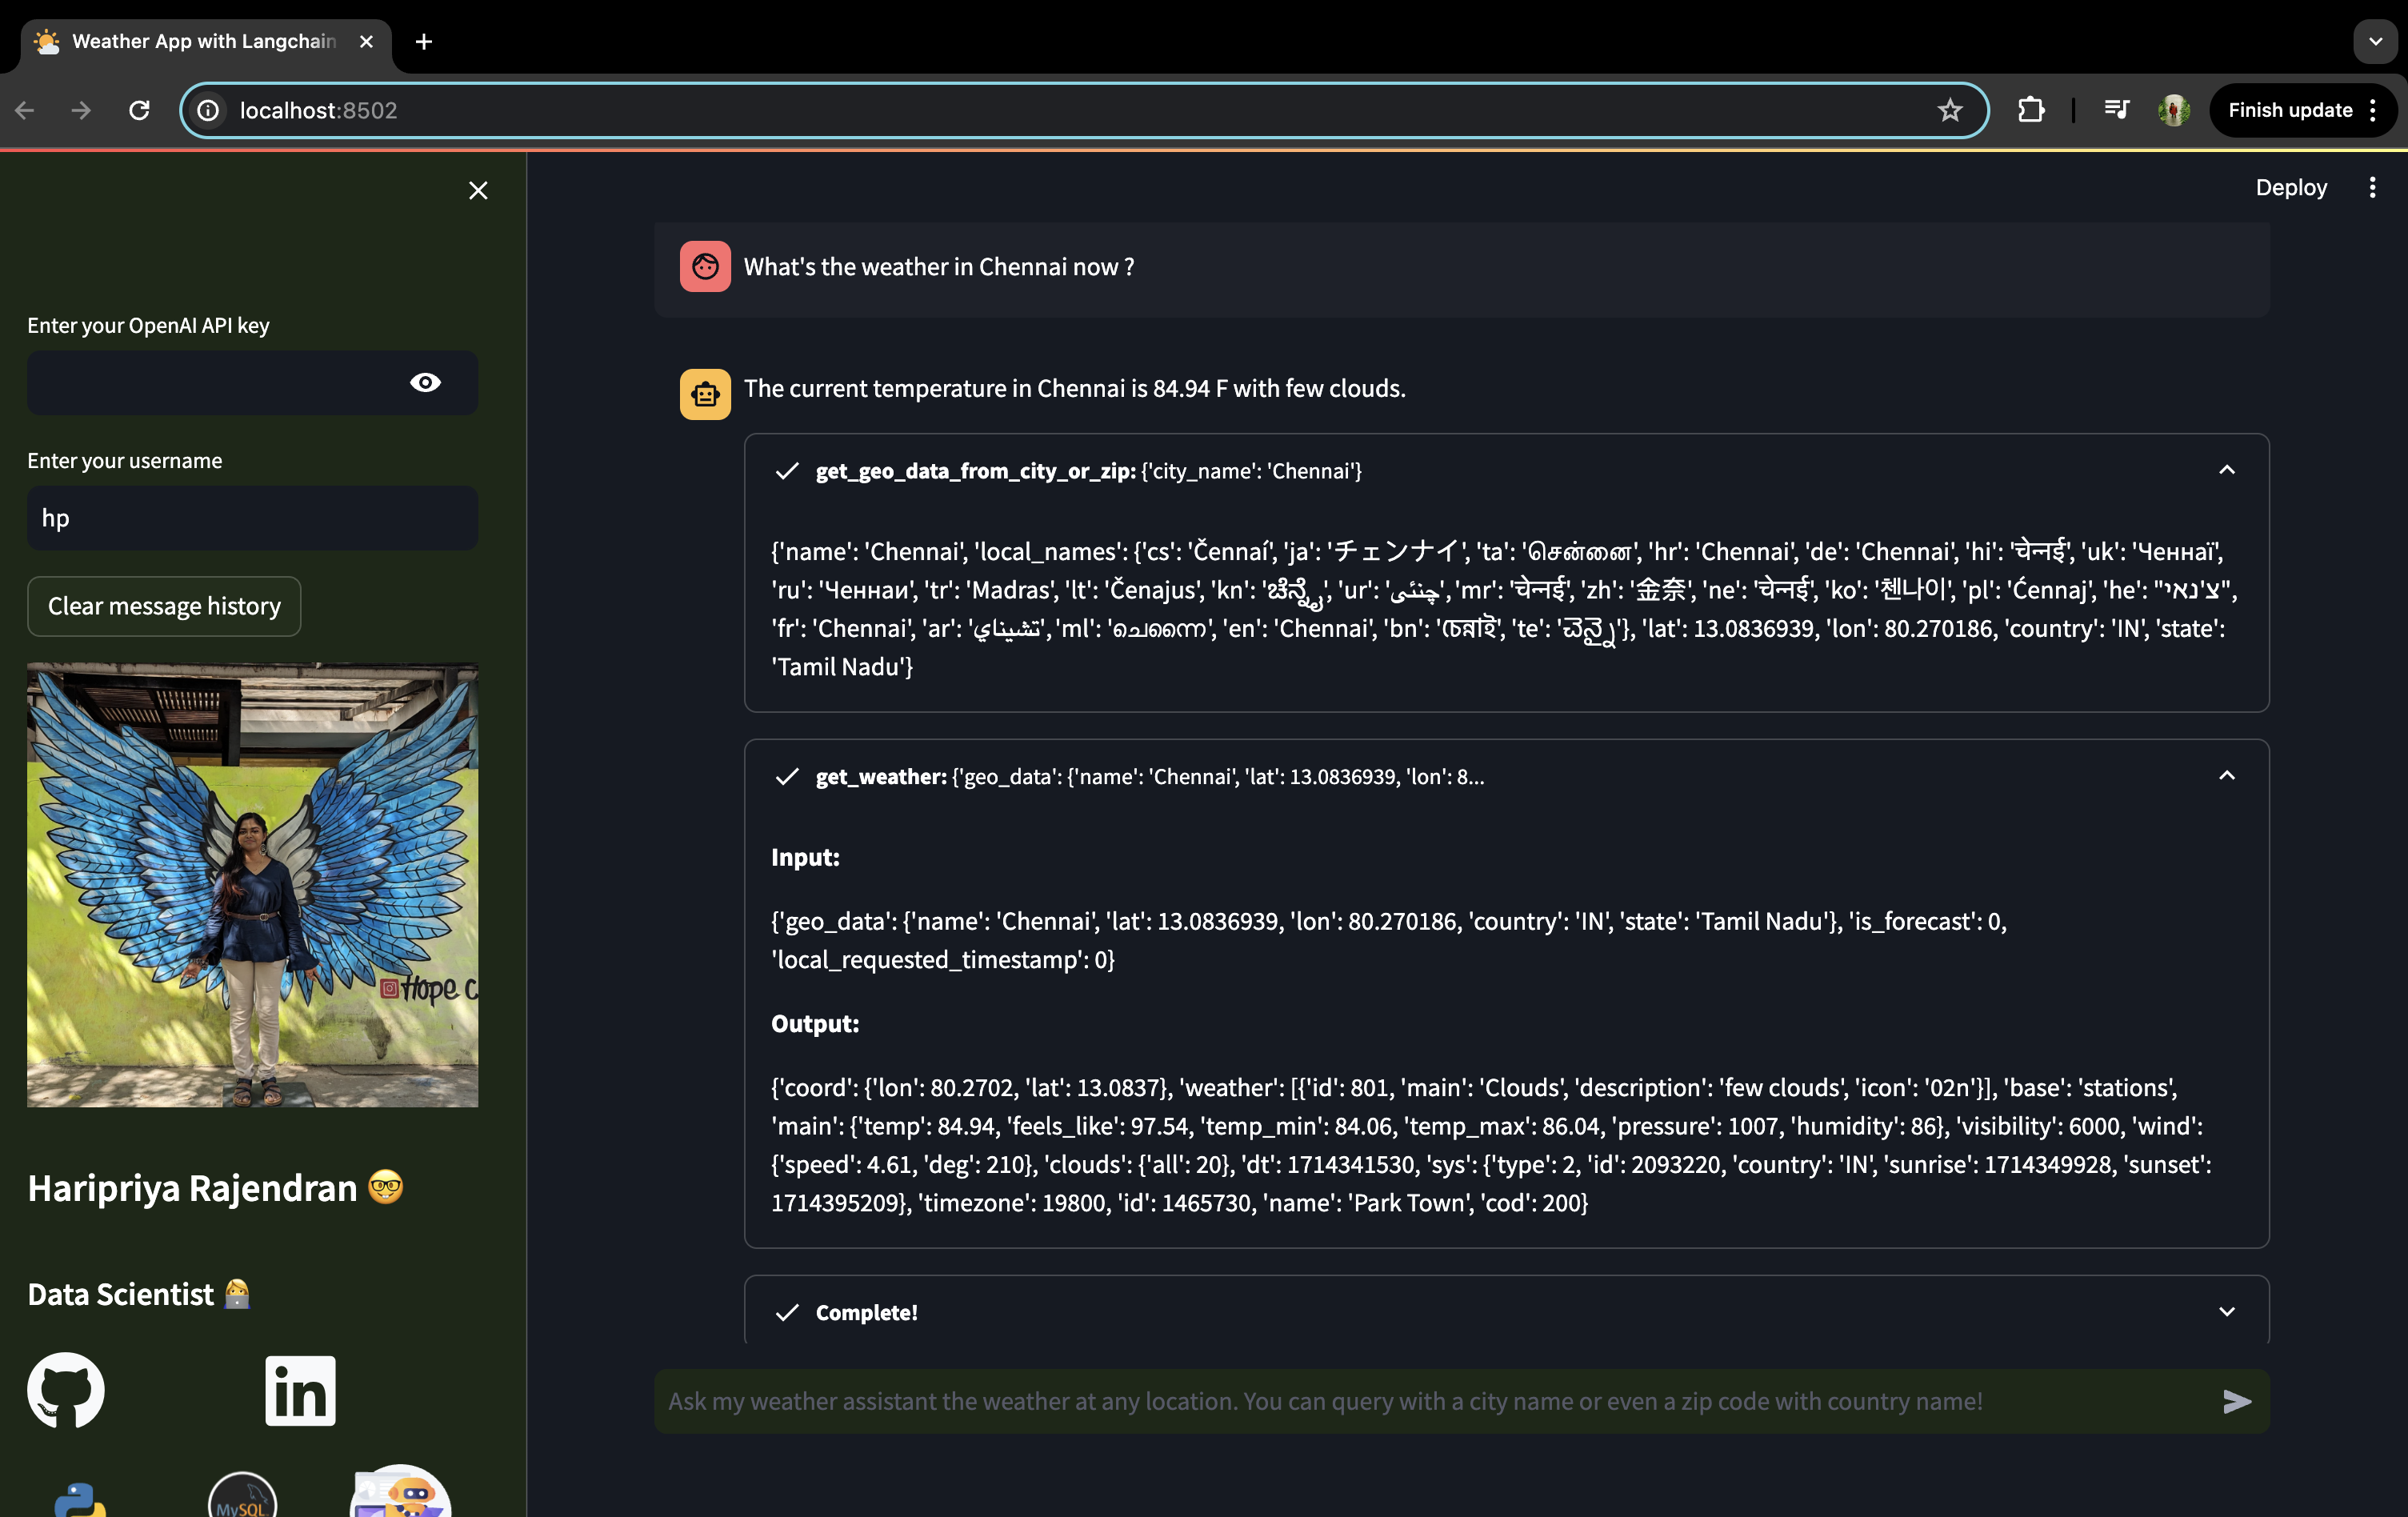 Weather App with Langchain
localhost:8502
Finish update
Deploy
Enter your OpenAI API key
Enter your username
hp
Clear message history
Hope C
Haripriya Rajendran 🤓
Data Scientist 👩‍💻
in
MySQL
What's the weather in Chennai now ?
The current temperature in Chennai is 84.94 F with few clouds.
get_geo_data_from_city_or_zip: {'city_name': 'Chennai'}
{'name': 'Chennai', 'local_names': {'cs': 'Čennaí', 'ja': 'チェンナイ', 'ta': 'சென்னை', 'hr': 'Chennai', 'de': 'Chennai', 'hi': 'चेन्नई', 'uk': 'Ченнаї',
'ru': 'Ченнаи', 'tr': 'Madras', 'lt': 'Čenajus', 'kn': 'ಚೆನ್ನೈ', 'ur': 'چنئی', 'mr': 'चेन्नई', 'zh': '金奈', 'ne': 'चेन्नई', 'ko': '첸나이', 'pl': 'Ćennaj', 'he': "צ'נאי",
'fr': 'Chennai', 'ar': 'تشيناي', 'ml': 'ചെന്നൈ', 'en': 'Chennai', 'bn': 'চেন্নাই', 'te': 'చెన్నై'}, 'lat': 13.0836939, 'lon': 80.270186, 'country': 'IN', 'state':
'Tamil Nadu'}
get_weather: {'geo_data': {'name': 'Chennai', 'lat': 13.0836939, 'lon': 8...
Input:
{'geo_data': {'name': 'Chennai', 'lat': 13.0836939, 'lon': 80.270186, 'country': 'IN', 'state': 'Tamil Nadu'}, 'is_forecast': 0,
'local_requested_timestamp': 0}
Output:
{'coord': {'lon': 80.2702, 'lat': 13.0837}, 'weather': [{'id': 801, 'main': 'Clouds', 'description': 'few clouds', 'icon': '02n'}], 'base': 'stations',
'main': {'temp': 84.94, 'feels_like': 97.54, 'temp_min': 84.06, 'temp_max': 86.04, 'pressure': 1007, 'humidity': 86}, 'visibility': 6000, 'wind':
{'speed': 4.61, 'deg': 210}, 'clouds': {'all': 20}, 'dt': 1714341530, 'sys': {'type': 2, 'id': 2093220, 'country': 'IN', 'sunrise': 1714349928, 'sunset':
1714395209}, 'timezone': 19800, 'id': 1465730, 'name': 'Park Town', 'cod': 200}
Complete!
Ask my weather assistant the weather at any location. You can query with a city name or even a zip code with country name!